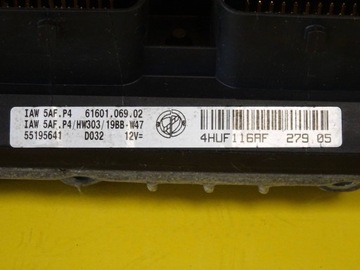 IAW 5AF.P4 61601.069.02
IAW 5AF.P4/HW303/19BB-W47
55195641 D032 12V=
4HUF116AF 279 05